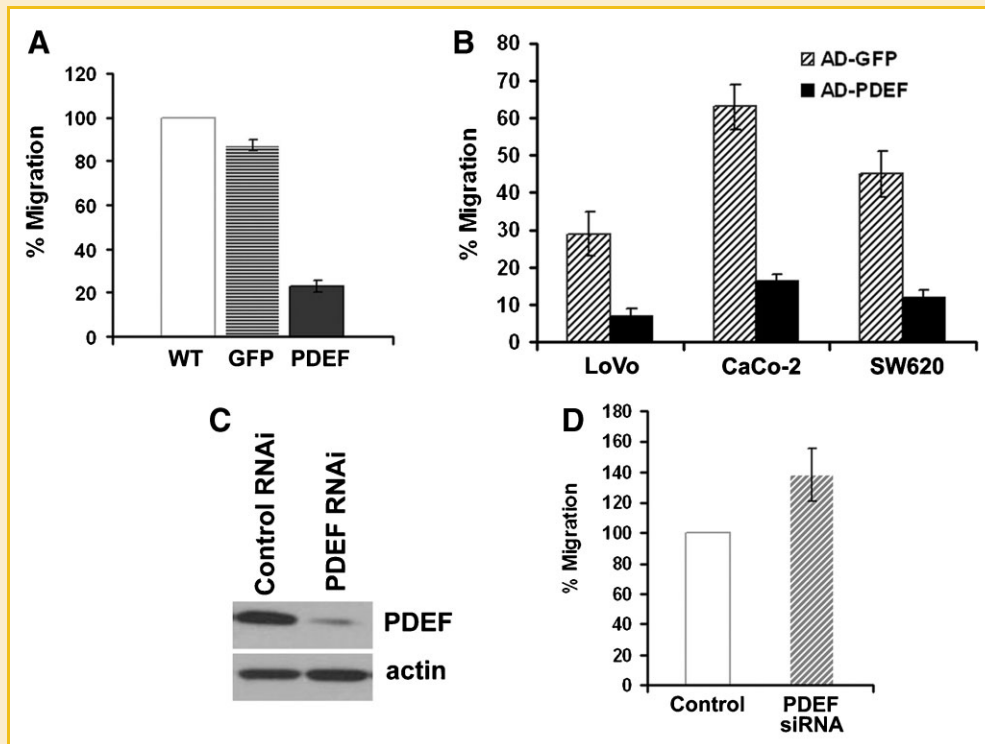 A
% Migration
120
100
80
60
40
20
0
WT GFP PDEF
B
% Migration
80
70
60
50
40
30
20
10
0
AD-GFP
AD-PDEF
LoVo CaCo-2 SW620
C
Control RNAi
PDEF RNAi
PDEF
actin
D
% Migration
180
160
140
120
100
80
60
40
20
0
Control PDEF
siRNA